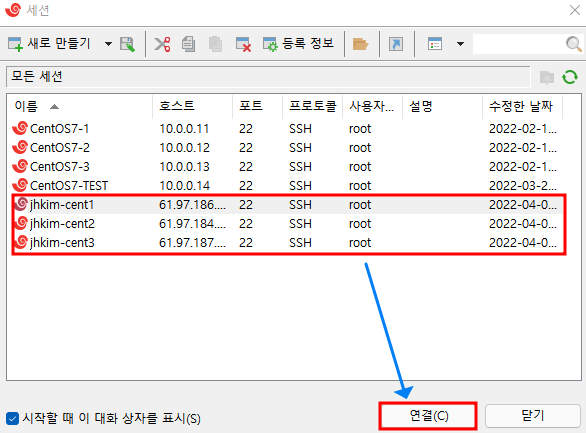 세션
새로 만들기 등록 정보
모든 세션
이름 호스트 포트 프로토콜 사용자... 설명 수정한 날짜
CentOS7-1 10.0.0.11 22 SSH root 2022-02-1...
CentOS7-2 10.0.0.12 22 SSH root 2022-02-1...
CentOS7-3 10.0.0.13 22 SSH root 2022-02-1...
CentOS7-TEST 10.0.0.14 22 SSH root 2022-03-2...
jhkim-cent1 61.97.186.... 22 SSH root 2022-04-0...
jhkim-cent2 61.97.184.... 22 SSH root 2022-04-0...
jhkim-cent3 61.97.187.... 22 SSH root 2022-04-0...
시작할 때 이 대화 상자를 표시(S) 연결(C) 닫기